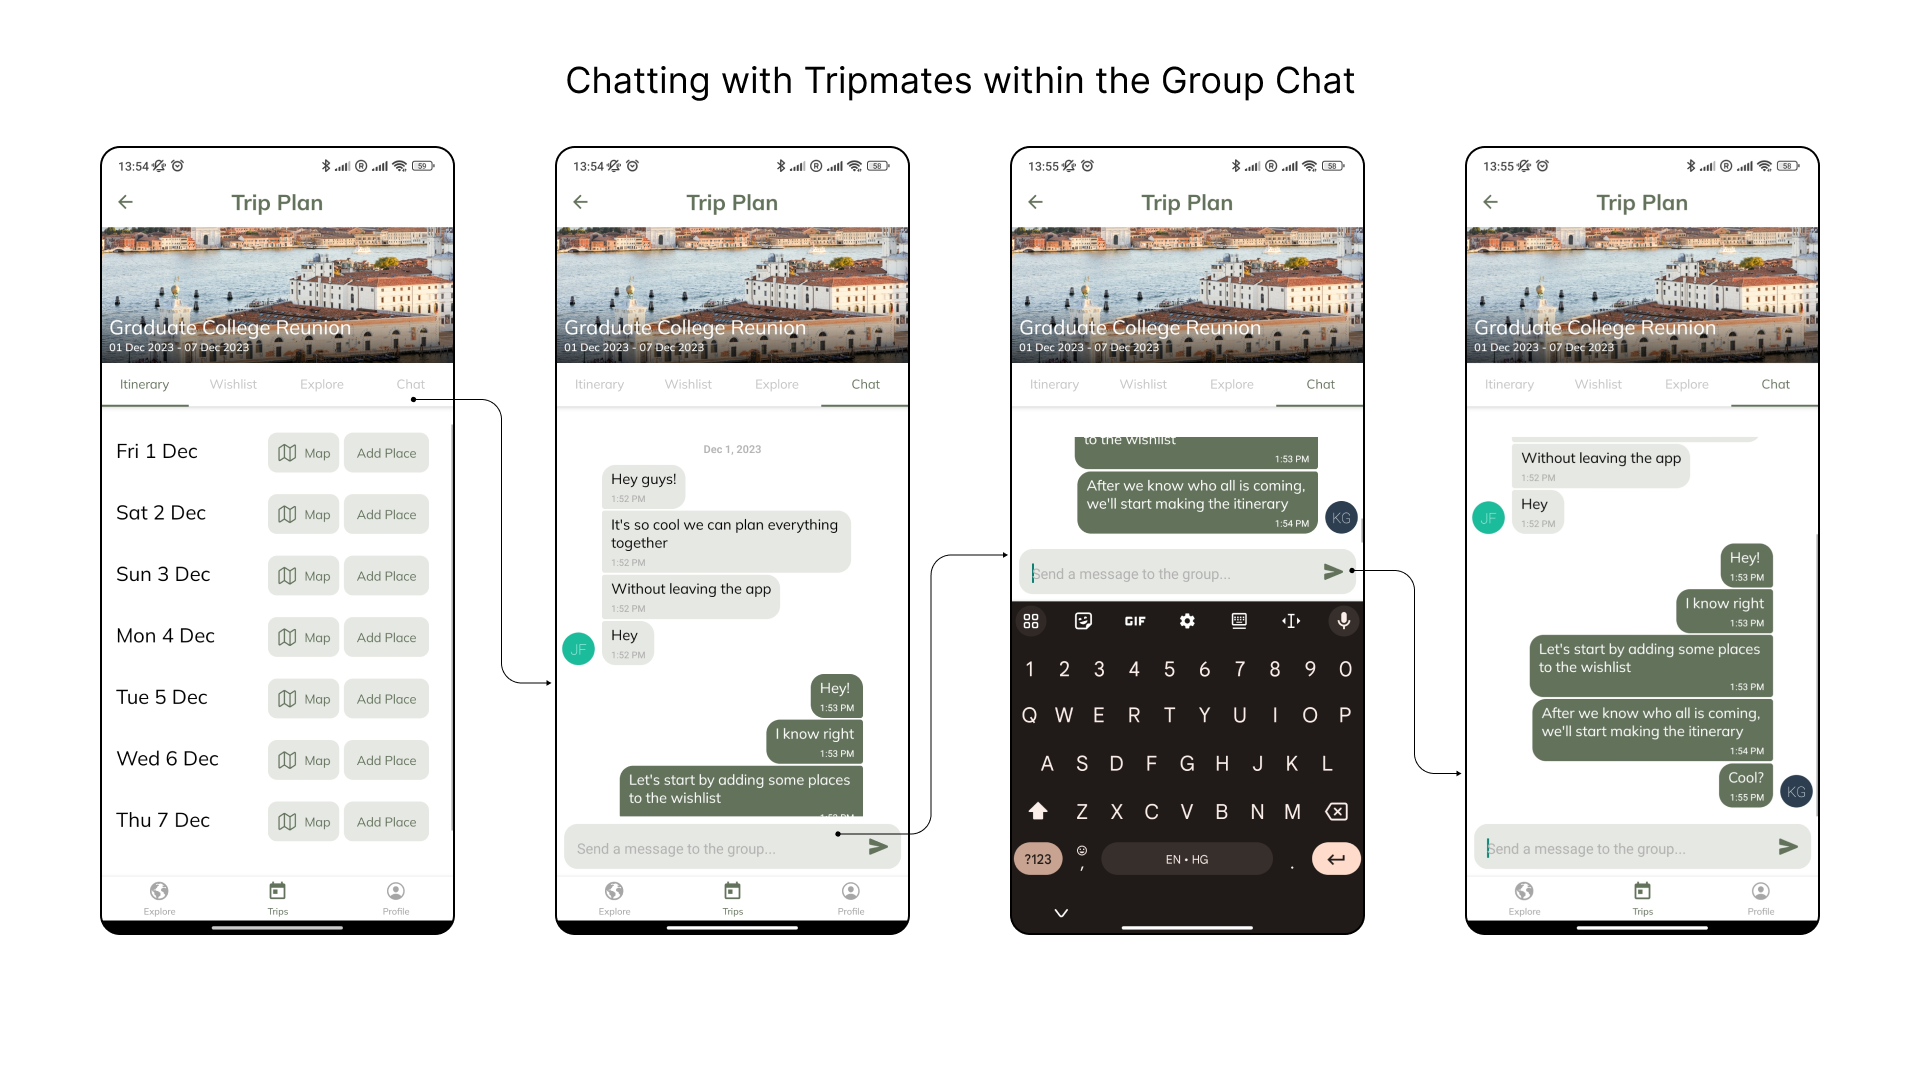 Chatting with Tripmates within the Group Chat
13:54
59
Trip Plan
Graduate College Reunion
01 Dec 2023 - 07 Dec 2023
Itinerary Wishlist Explore Chat
Fri 1 Dec Map Add Place
Sat 2 Dec Map Add Place
Sun 3 Dec Map Add Place
Mon 4 Dec Map Add Place
Tue 5 Dec Map Add Place
Wed 6 Dec Map Add Place
Thu 7 Dec Map Add Place
Explore Trips Profile
13:54
58
Trip Plan
Graduate College Reunion
01 Dec 2023 - 07 Dec 2023
Itinerary Wishlist Explore Chat
Dec 1, 2023
Hey guys!
1:52 PM
It's so cool we can plan everything
together
1:52 PM
Without leaving the app
1:52 PM
Hey
1:52 PM
JF
Hey!
1:53 PM
I know right
1:53 PM
Let's start by adding some places
to the wishlist
1:53 PM
Send a message to the group...
Explore Trips Profile
13:55
58
Trip Plan
Graduate College Reunion
01 Dec 2023 - 07 Dec 2023
Itinerary Wishlist Explore Chat
to the wishlist
1:53 PM
After we know who all is coming,
we'll start making the itinerary
1:54 PM
KG
Send a message to the group...
GIF
1 2 3 4 5 6 7 8 9 0
Q W E R T Y U I O P
A S D F G H J K L
Z X C V B N M
?123 , EN • HG .
13:55
58
Trip Plan
Graduate College Reunion
01 Dec 2023 - 07 Dec 2023
Itinerary Wishlist Explore Chat
Without leaving the app
1:52 PM
Hey
1:52 PM
JF
Hey!
1:53 PM
I know right
1:53 PM
Let's start by adding some places
to the wishlist
1:53 PM
After we know who all is coming,
we'll start making the itinerary
1:54 PM
Cool?
1:55 PM
KG
Send a message to the group...
Explore Trips Profile